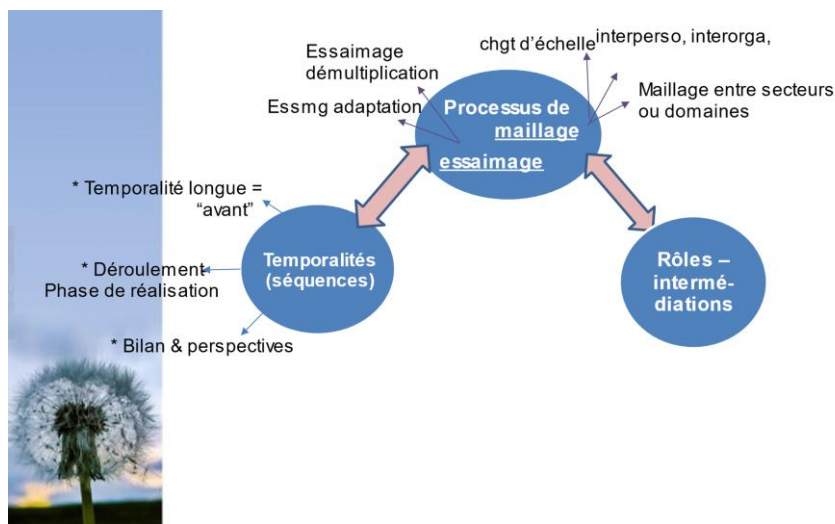 Essaimage
démultiplication
Essmg adaptation
chgt d’échelle
interperso, interorga,
Maillage entre secteurs
ou domaines
Processus de
maillage
essaimage
* Temporalité longue =
“avant”
* Déroulement
Phase de réalisation
* Bilan & perspectives
Temporalités
(séquences)
Rôles –
intermé-
diations